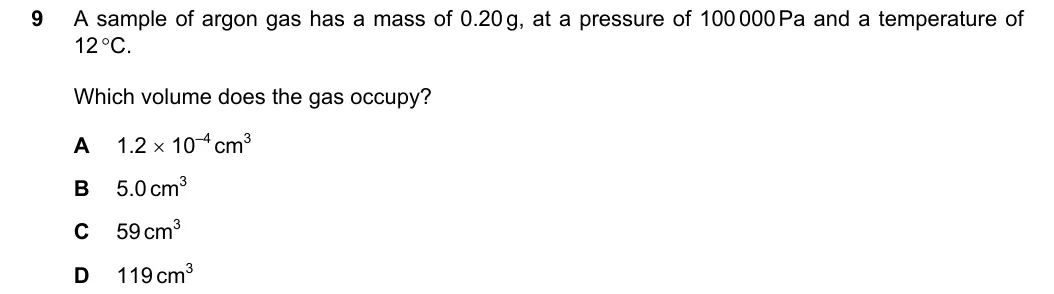 9 A sample of argon gas has a mass of 0.20 g, at a pressure of 100 000 Pa and a temperature of
12 °C.
Which volume does the gas occupy?
A 1.2 × 10⁻⁴ cm³
B 5.0 cm³
C 59 cm³
D 119 cm³